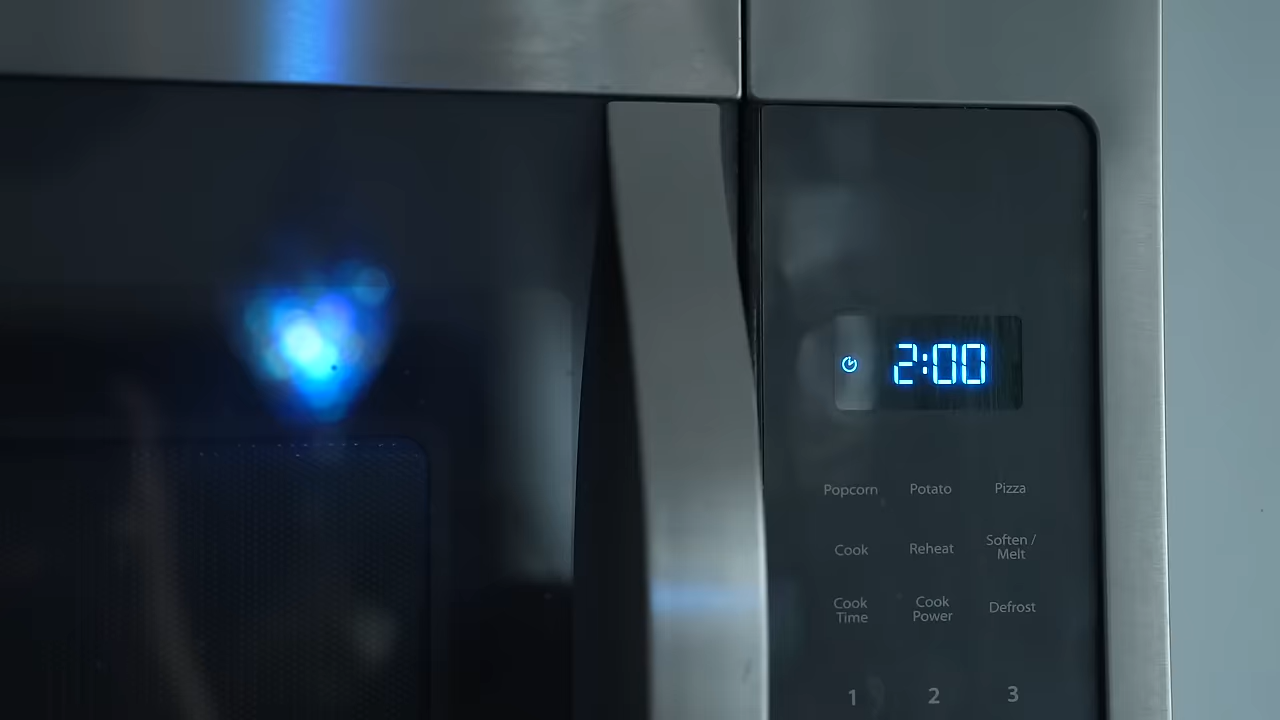 2:00
Popcorn Potato Pizza
Cook Reheat Soften / Melt
Cook Time Cook Power Defrost
1 2 3